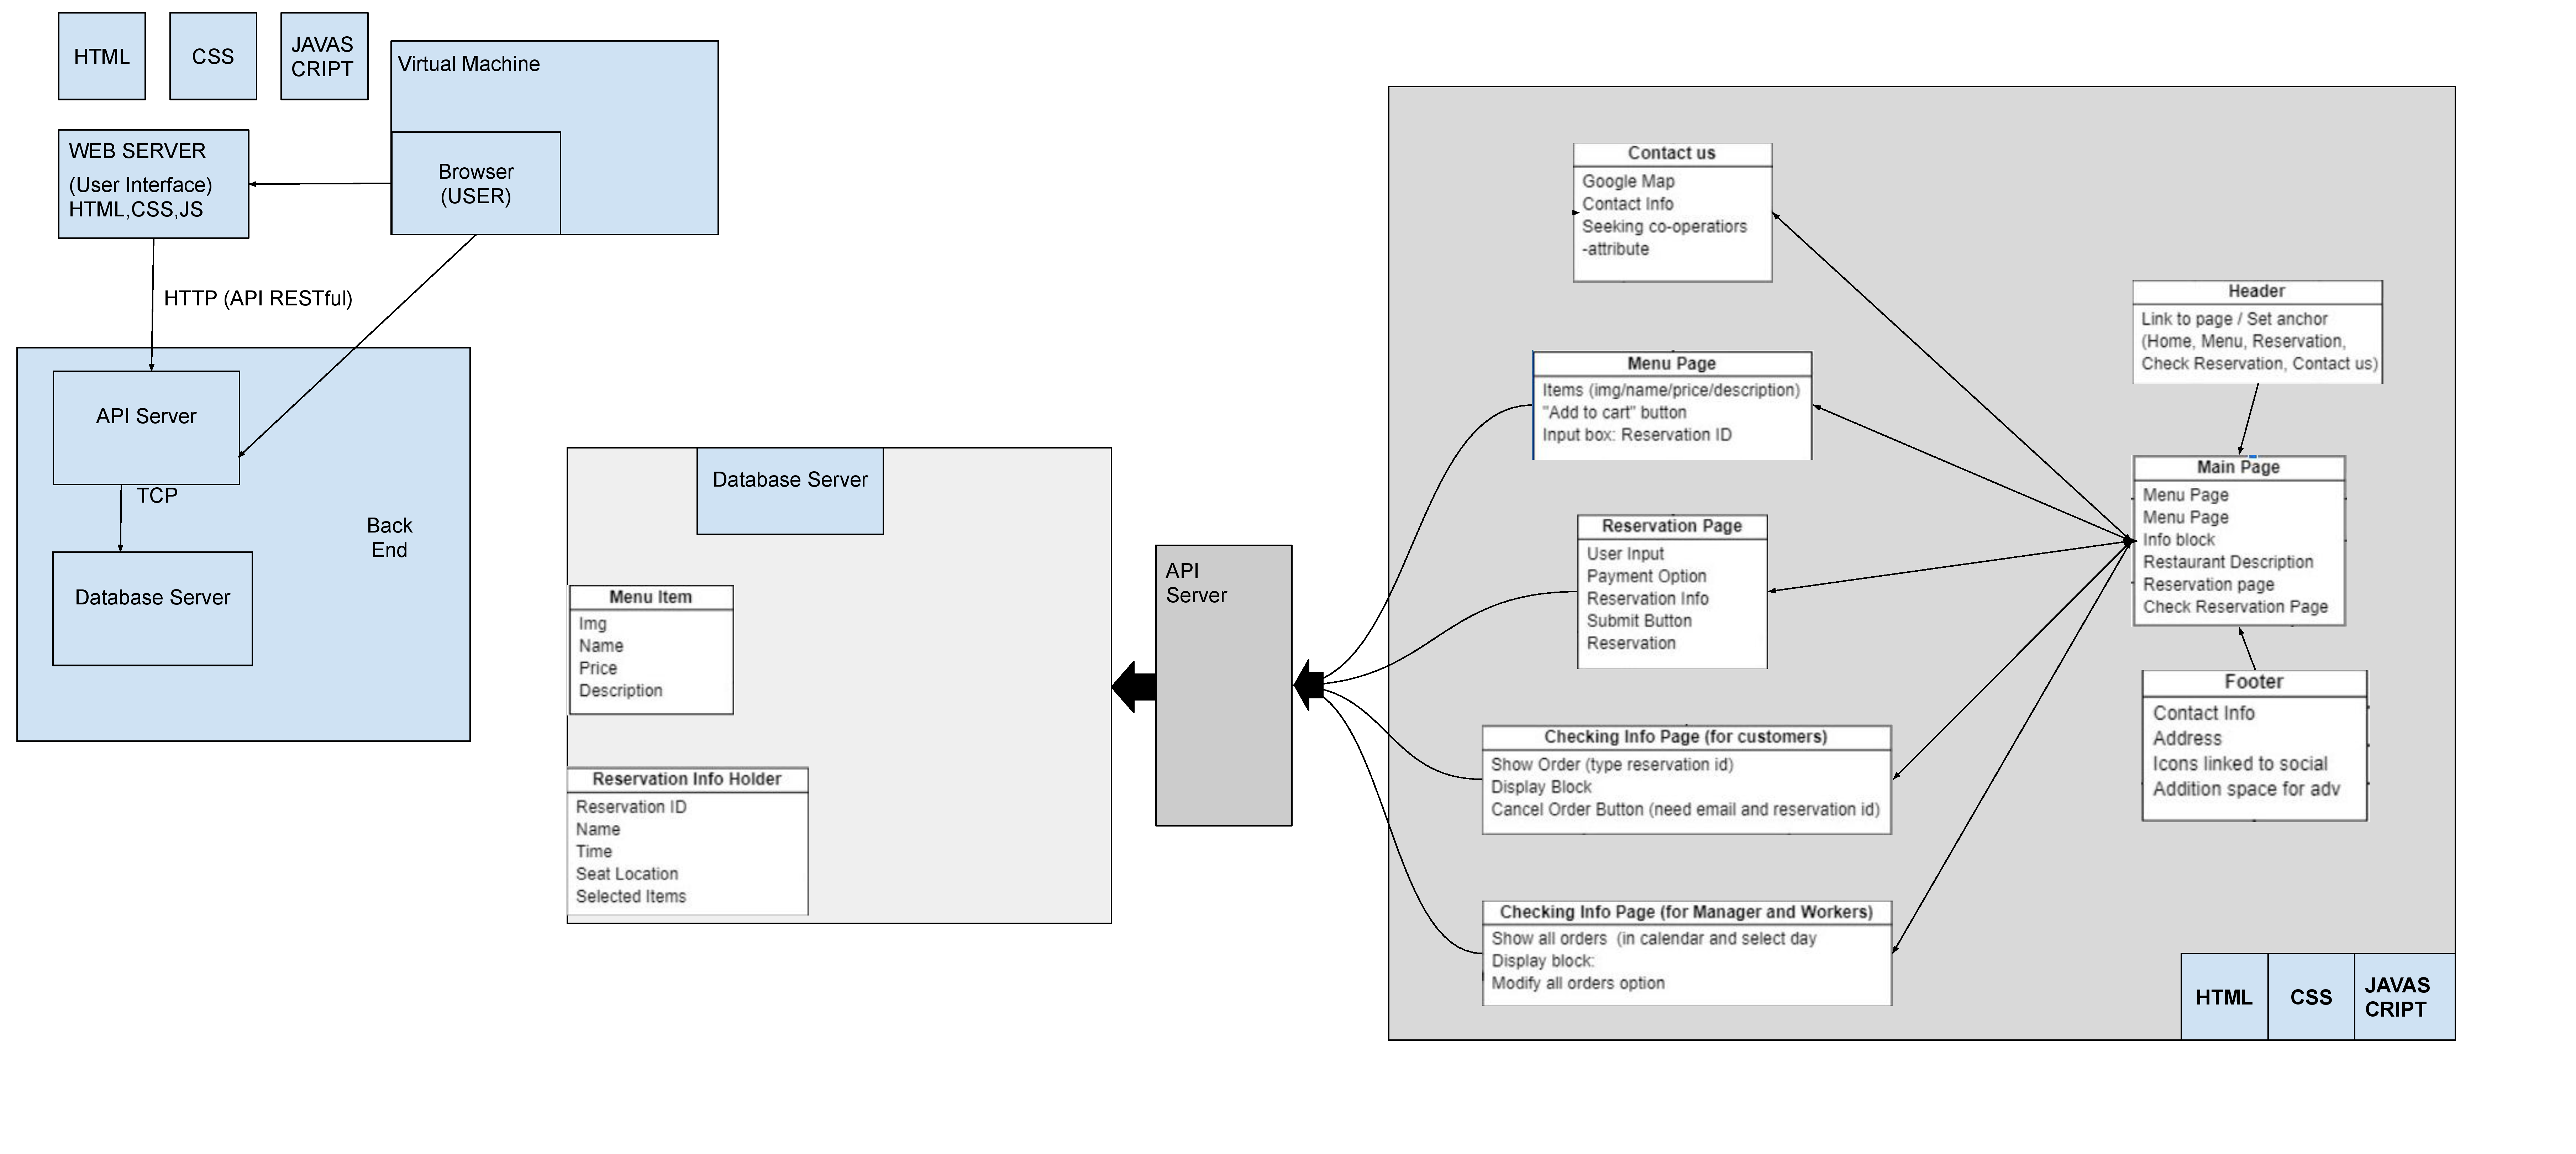 HTML
CSS
JAVAS
CRIPT
Virtual Machine
WEB SERVER
(User Interface)
HTML,CSS,JS
Browser
(USER)
HTTP (API RESTful)
API Server
TCP
Back
End
Database Server
Database Server
Menu Item
Img
Name
Price
Description
Reservation Info Holder
Reservation ID
Name
Time
Seat Location
Selected Items
API
Server
Contact us
Google Map
Contact Info
Seeking co-operatiors
-attribute
Menu Page
Items (img/name/price/description)
"Add to cart" button
Input box: Reservation ID
Reservation Page
User Input
Payment Option
Reservation Info
Submit Button
Reservation
Checking Info Page (for customers)
Show Order (type reservation id)
Display Block
Cancel Order Button (need email and reservation id)
Checking Info Page (for Manager and Workers)
Show all orders (in calendar and select day
Display block:
Modify all orders option
Header
Link to page / Set anchor
(Home, Menu, Reservation,
Check Reservation, Contact us)
Main Page
Menu Page
Menu Page
Info block
Restaurant Description
Reservation page
Check Reservation Page
Footer
Contact Info
Address
Icons linked to social
Addition space for adv
HTML
CSS
JAVAS
CRIPT